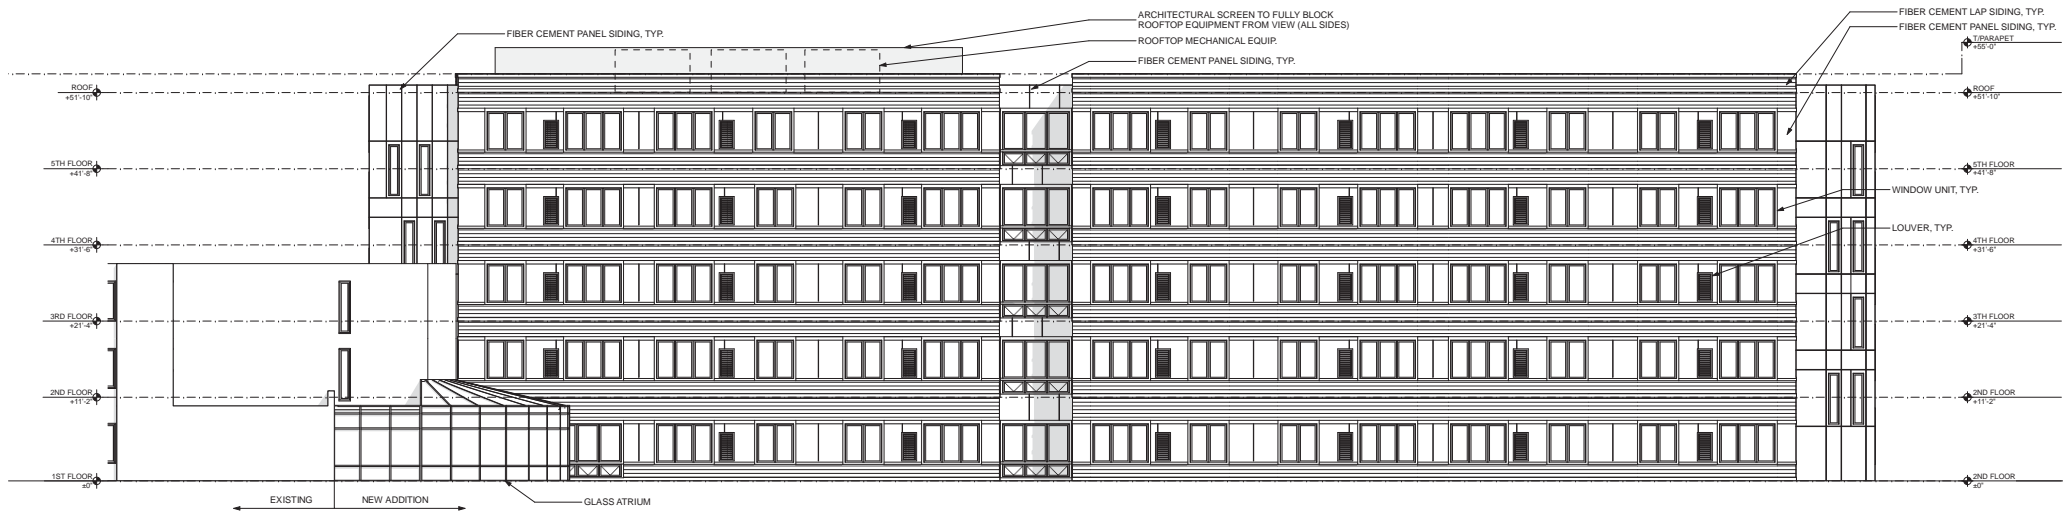 ARCHITECTURAL SCREEN TO FULLY BLOCK
ROOFTOP EQUIPMENT FROM VIEW (ALL SIDES)
FIBER CEMENT LAP SIDING, TYP.
FIBER CEMENT PANEL SIDING, TYP.
FIBER CEMENT PANEL SIDING, TYP.
ROOFTOP MECHANICAL EQUIP.
T/PARAPET
+55'-0"
FIBER CEMENT PANEL SIDING, TYP.
ROOF
+51'-10"
ROOF
+51'-10"
5TH FLOOR
+41'-8"
5TH FLOOR
+41'-8"
WINDOW UNIT, TYP.
LOUVER, TYP.
4TH FLOOR
+31'-6"
4TH FLOOR
+31'-6"
3RD FLOOR
+21'-4"
3TH FLOOR
+21'-4"
2ND FLOOR
+11'-2"
2ND FLOOR
+11'-2"
1ST FLOOR
±0"
2ND FLOOR
±0"
EXISTING
NEW ADDITION
GLASS ATRIUM